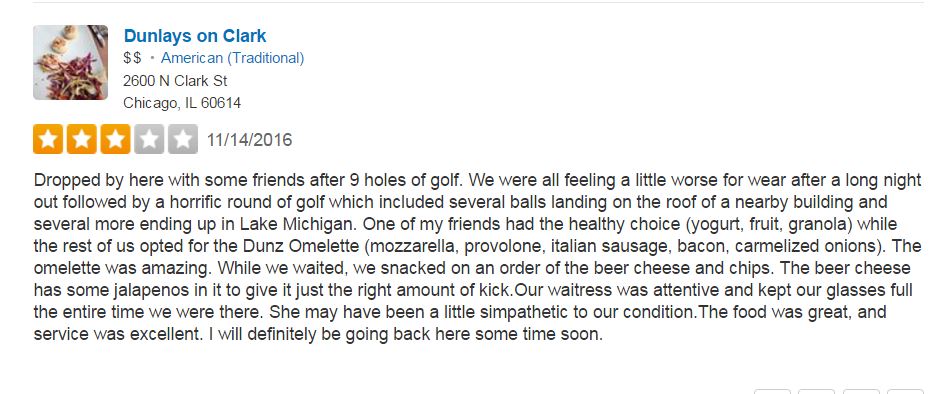 Dunlays on Clark
$$ • American (Traditional)
2600 N Clark St
Chicago, IL 60614
11/14/2016
Dropped by here with some friends after 9 holes of golf. We were all feeling a little worse for wear after a long night
out followed by a horrific round of golf which included several balls landing on the roof of a nearby building and
several more ending up in Lake Michigan. One of my friends had the healthy choice (yogurt, fruit, granola) while
the rest of us opted for the Dunz Omelette (mozzarella, provolone, italian sausage, bacon, carmelized onions). The
omelette was amazing. While we waited, we snacked on an order of the beer cheese and chips. The beer cheese
has some jalapenos in it to give it just the right amount of kick.Our waitress was attentive and kept our glasses full
the entire time we were there. She may have been a little simpathetic to our condition.The food was great, and
service was excellent. I will definitely be going back here some time soon.